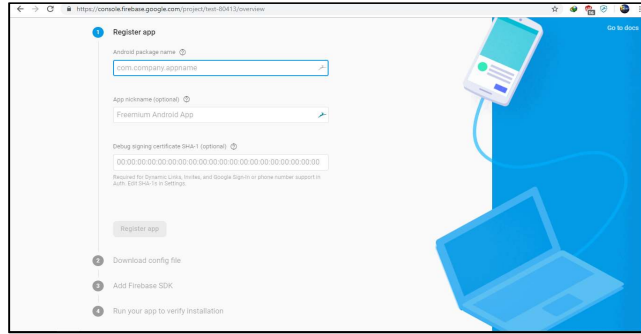 https://console.firebase.google.com/project/test-80413/overview
Go to docs
1 Register app
Android package name
com.company.appname
App nickname (optional)
Freemium Android App
Debug signing certificate SHA-1 (optional)
00:00:00:00:00:00:00:00:00:00:00:00:00:00:00:00:00:00:00:00
Required for Dynamic Links, Invites, and Google Sign-In or phone number support in
Auth. Edit SHA-1s in Settings.
Register app
2 Download config file
3 Add Firebase SDK
4 Run your app to verify installation